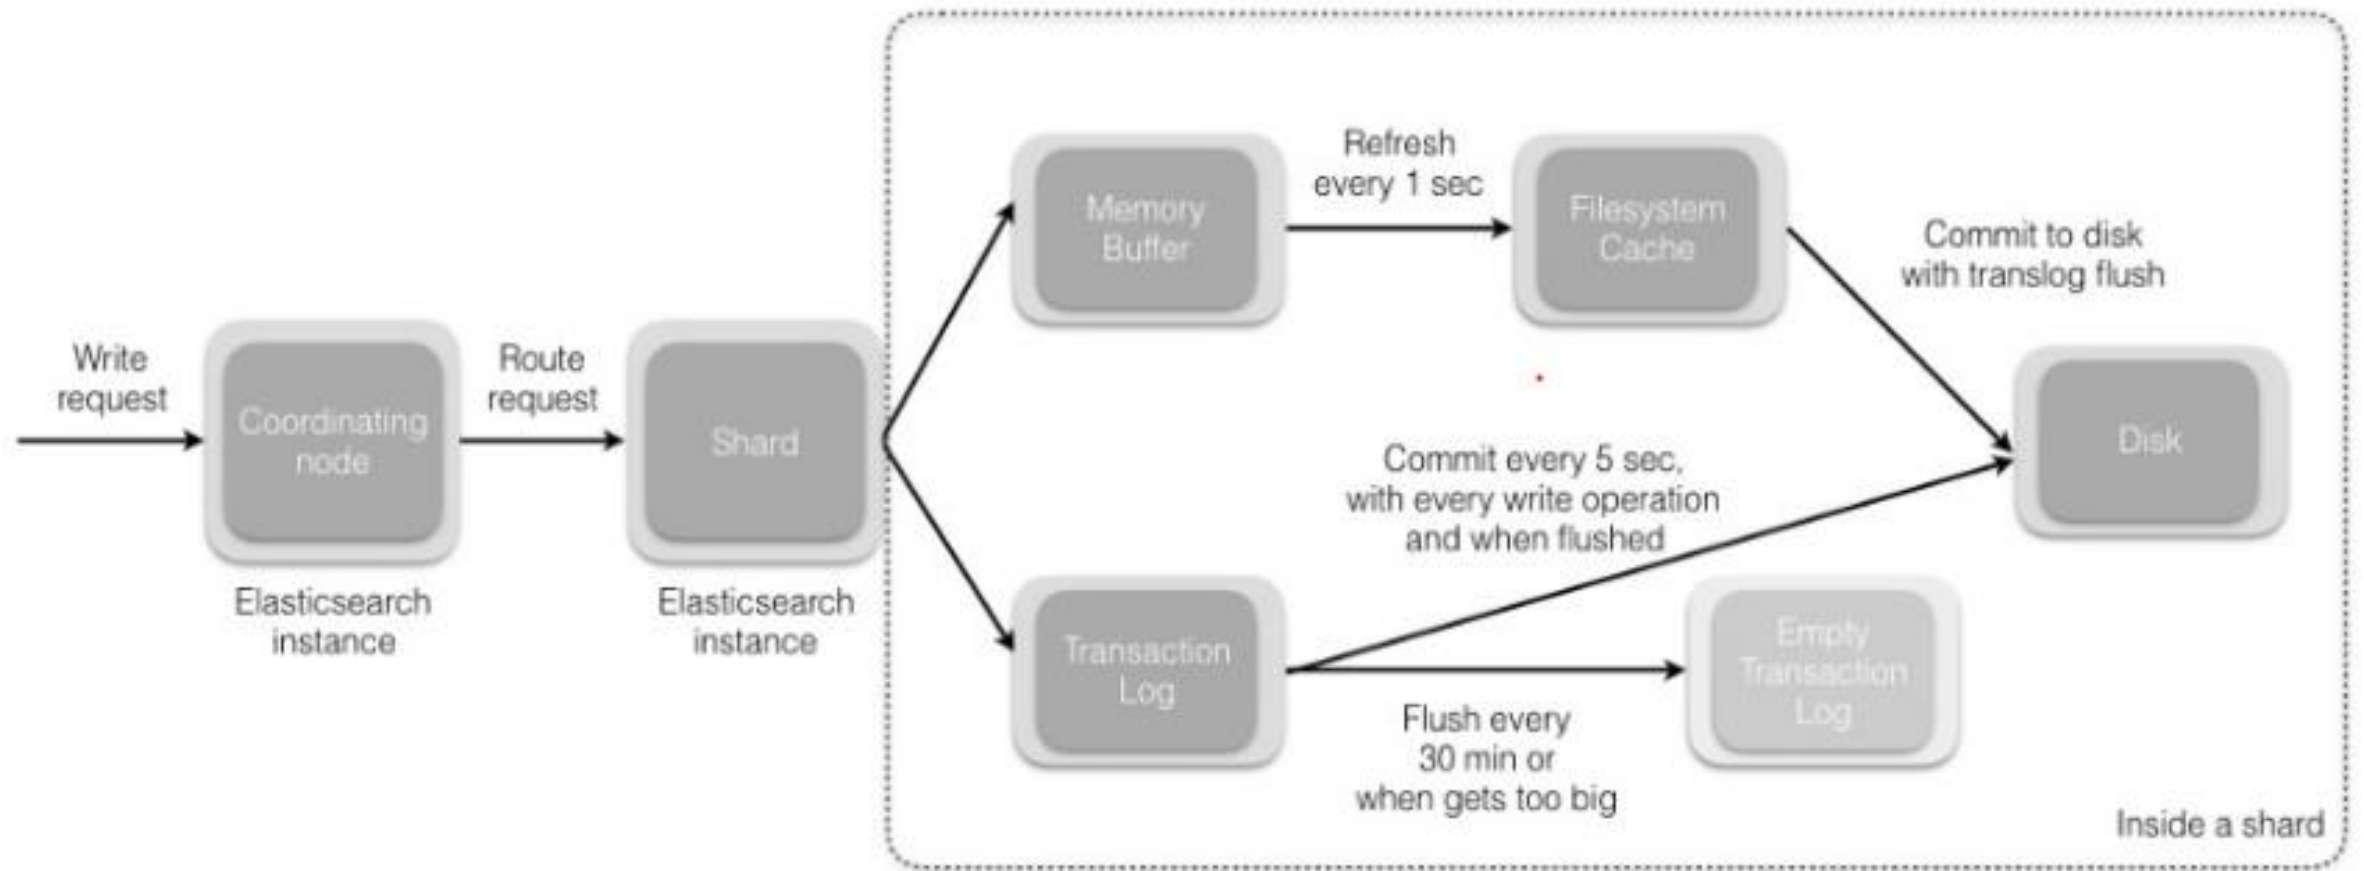 Write
request
Coordinating
node
Elasticsearch
instance
Route
request
Shard
Elasticsearch
instance
Memory
Buffer
Refresh
every 1 sec
Filesystem
Cache
Commit to disk
with translog flush
Disk
Commit every 5 sec,
with every write operation
and when flushed
Transaction
Log
Flush every
30 min or
when gets too big
Empty
Transaction
Log
Inside a shard